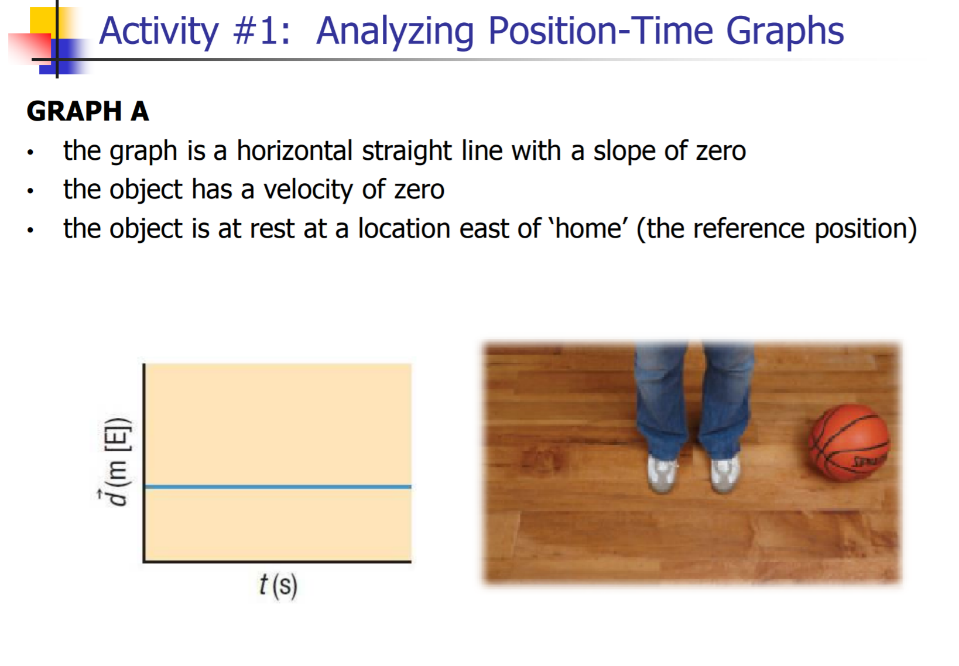 Activity #1: Analyzing Position-Time Graphs
GRAPH A
• the graph is a horizontal straight line with a slope of zero
• the object has a velocity of zero
• the object is at rest at a location east of ‘home’ (the reference position)
d⃗ (m [E])
t (s)